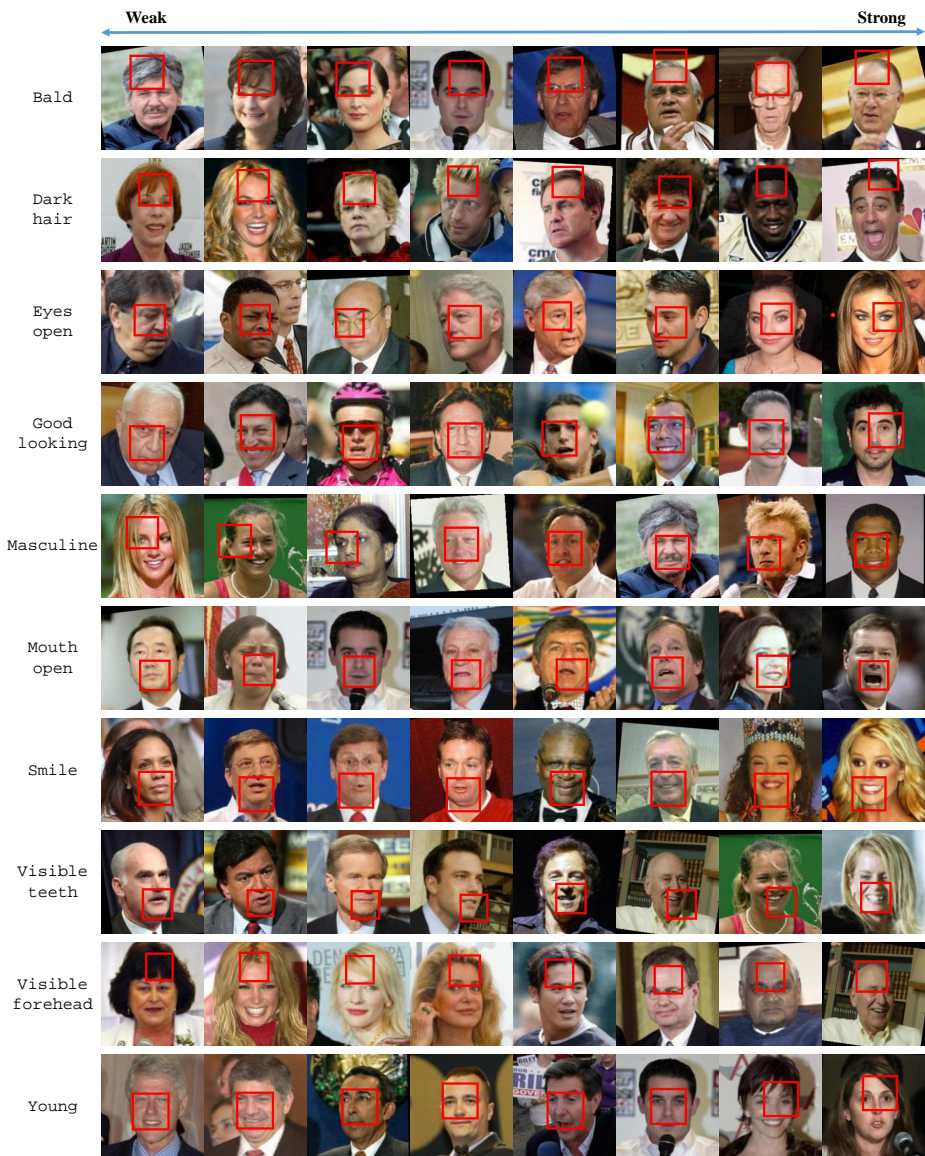 Weak
Strong
Bald
Dark
hair
Eyes
open
Good
looking
Masculine
Mouth
open
Smile
Visible
teeth
Visible
forehead
Young